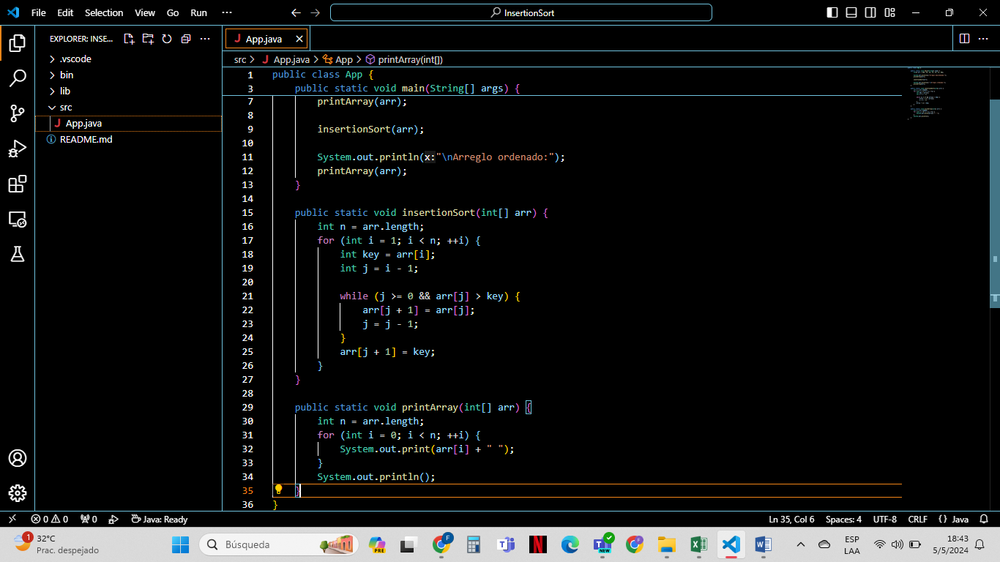 File Edit Selection View Go Run ···
InsertionSort
EXPLORER: INSE...
App.java
.vscode
bin
lib
src
App.java
README.md
src > App.java > App > printArray(int[])
1 public class App {
3 public static void main(String[] args) {
7 printArray(arr);
8
9 insertionSort(arr);
10
11 System.out.println(x:"\nArreglo ordenado:");
12 printArray(arr);
13 }
14
15 public static void insertionSort(int[] arr) {
16 int n = arr.length;
17 for (int i = 1; i < n; ++i) {
18 int key = arr[i];
19 int j = i - 1;
20
21 while (j >= 0 && arr[j] > key) {
22 arr[j + 1] = arr[j];
23 j = j - 1;
24 }
25 arr[j + 1] = key;
26 }
27 }
28
29 public static void printArray(int[] arr) {
30 int n = arr.length;
31 for (int i = 0; i < n; ++i) {
32 System.out.print(arr[i] + " ");
33 }
34 System.out.println();
35 }
36 }
0 0 0 Java: Ready
Ln 35, Col 6 Spaces: 4 UTF-8 CRLF {} Java
1
32°C
Prac. despejado
Búsqueda
PRE
F
NEW
F
ESP
LAA
18:43
5/5/2024